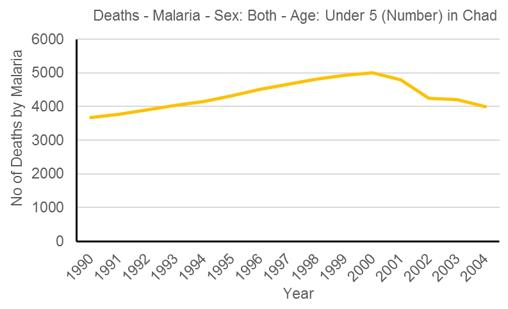 Deaths - Malaria - Sex: Both - Age: Under 5 (Number) in Chad
6000
5000
4000
3000
2000
1000
0
No of Deaths by Malaria
1990 1991 1992 1993 1994 1995 1996 1997 1998 1999 2000 2001 2002 2003 2004
Year